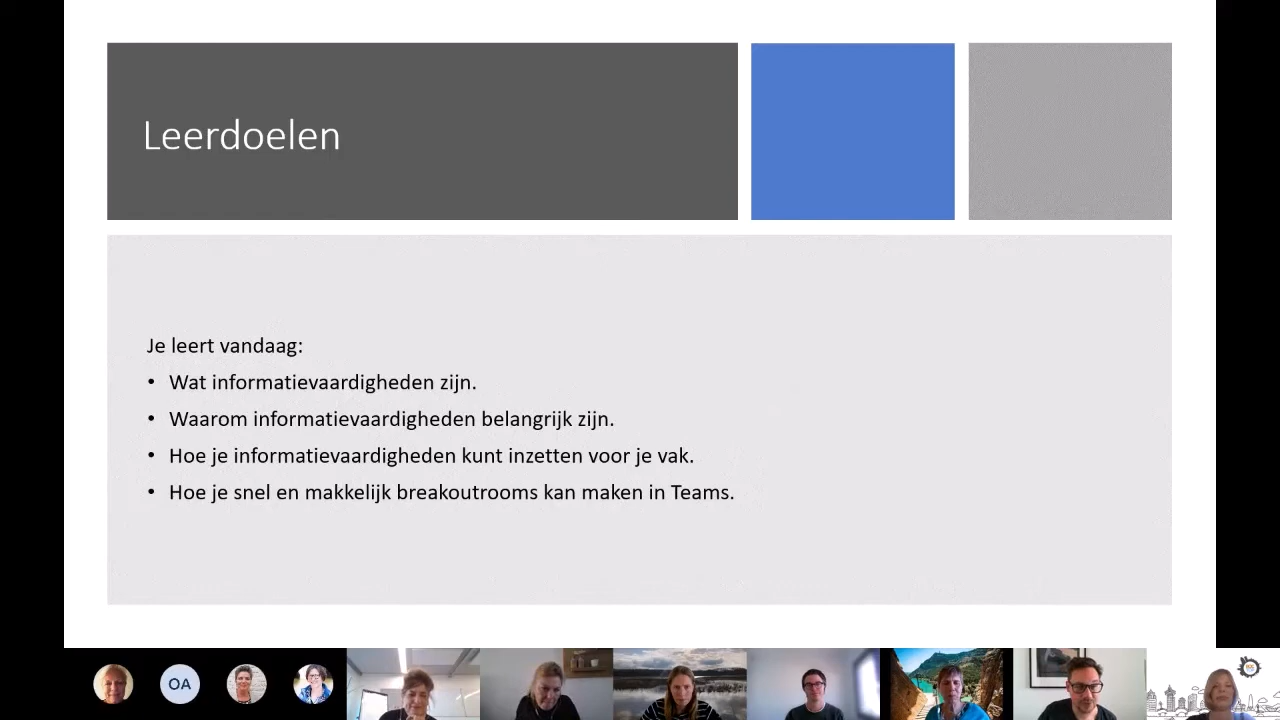 Leerdoelen
Je leert vandaag:
• Wat informatievaardigheden zijn.
• Waarom informatievaardigheden belangrijk zijn.
• Hoe je informatievaardigheden kunt inzetten voor je vak.
• Hoe je snel en makkelijk breakoutrooms kan maken in Teams.
OA